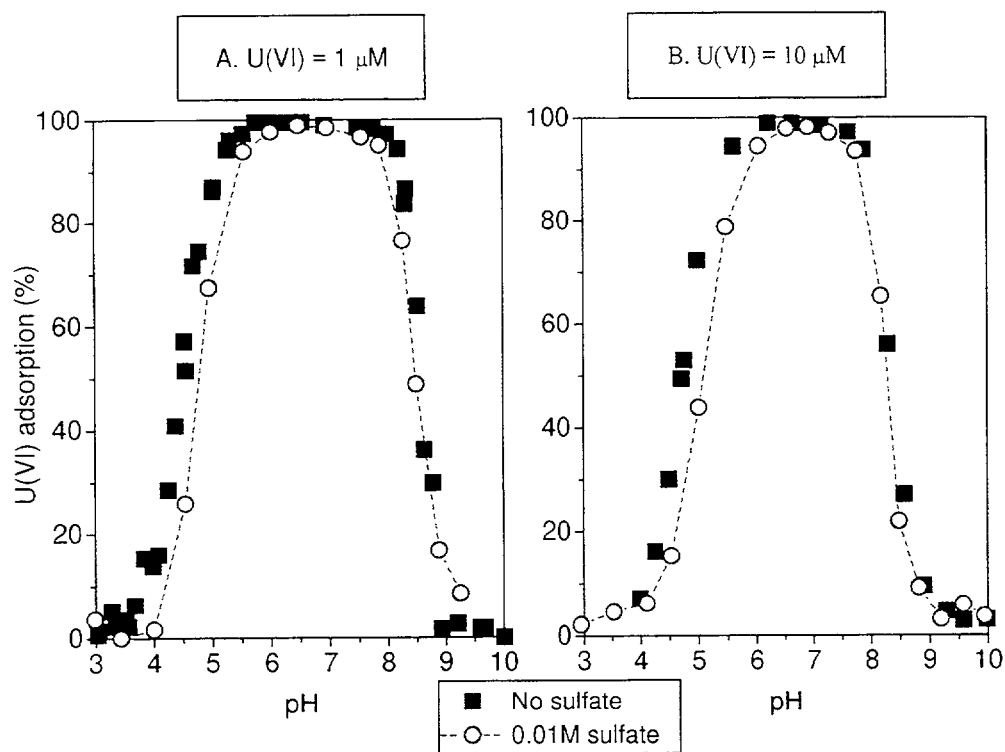 A. U(VI) = 1 μM
B. U(VI) = 10 μM
U(VI) adsorption (%)
100
80
60
40
20
0
3 4 5 6 7 8 9 10
pH
100
80
60
40
20
0
3 4 5 6 7 8 9 10
pH
No sulfate
0.01M sulfate